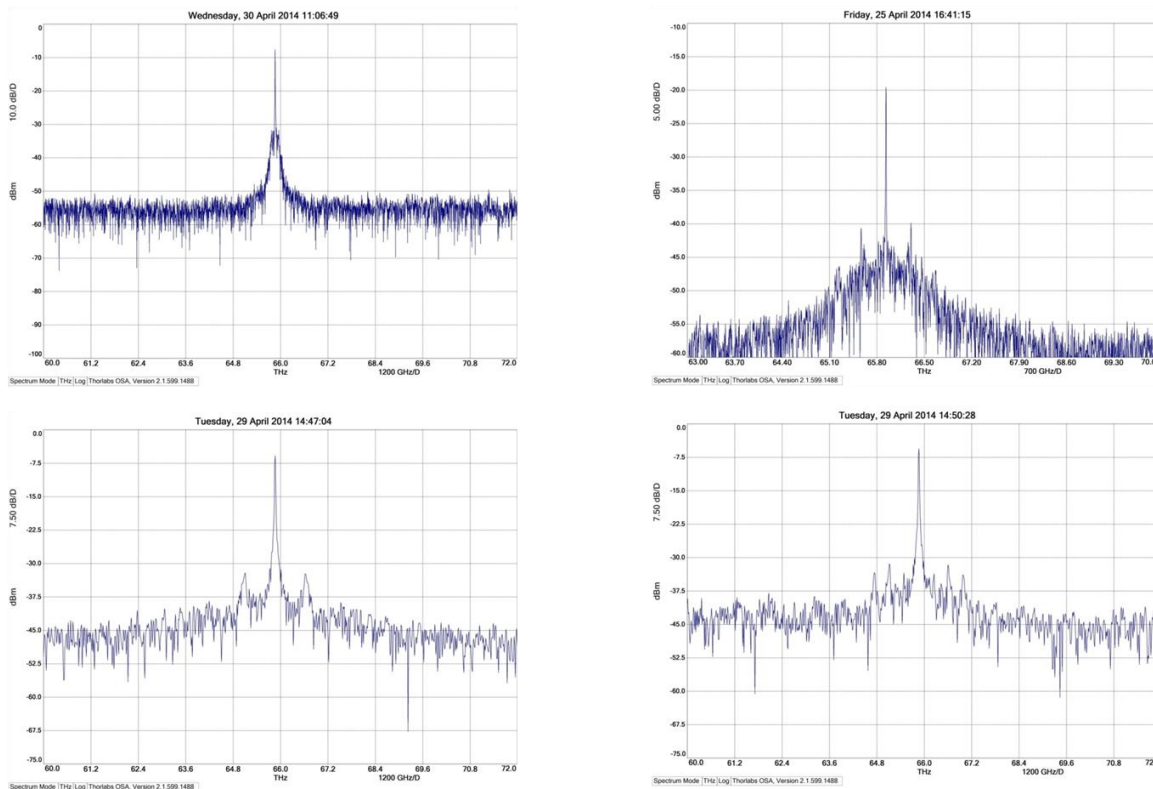 Wednesday, 30 April 2014 11:06:49
0
-10
-20
-30
-40
-50
-60
-70
-80
-90
-100
10.0 dB/D
dBm
60.0 61.2 62.4 63.6 64.8 66.0 67.2 68.4 69.6 70.8 72.0
THz 1200 GHz/D
Spectrum Mode THz Log Thorlabs OSA, Version 2.1.599.1488
Friday, 25 April 2014 16:41:15
-10.0
-15.0
-20.0
-25.0
-30.0
-35.0
-40.0
-45.0
-50.0
-55.0
-60.0
5.00 dB/D
dBm
63.00 63.70 64.40 65.10 65.80 66.50 67.20 67.90 68.60 69.30 70.0
THz 700 GHz/D
Spectrum Mode THz Log Thorlabs OSA, Version 2.1.599.1488
Tuesday, 29 April 2014 14:47:04
0.0
-7.5
-15.0
-22.5
-30.0
-37.5
-45.0
-52.5
-60.0
-67.5
-75.0
7.50 dB/D
dBm
60.0 61.2 62.4 63.6 64.8 66.0 67.2 68.4 69.6 70.8 72.0
THz 1200 GHz/D
Spectrum Mode THz Log Thorlabs OSA, Version 2.1.599.1488
Tuesday, 29 April 2014 14:50:28
0.0
-7.5
-15.0
-22.5
-30.0
-37.5
-45.0
-52.5
-60.0
-67.5
-75.0
7.50 dB/D
dBm
60.0 61.2 62.4 63.6 64.8 66.0 67.2 68.4 69.6 70.8 72
THz 1200 GHz/D
Spectrum Mode THz Log Thorlabs OSA, Version 2.1.599.1488